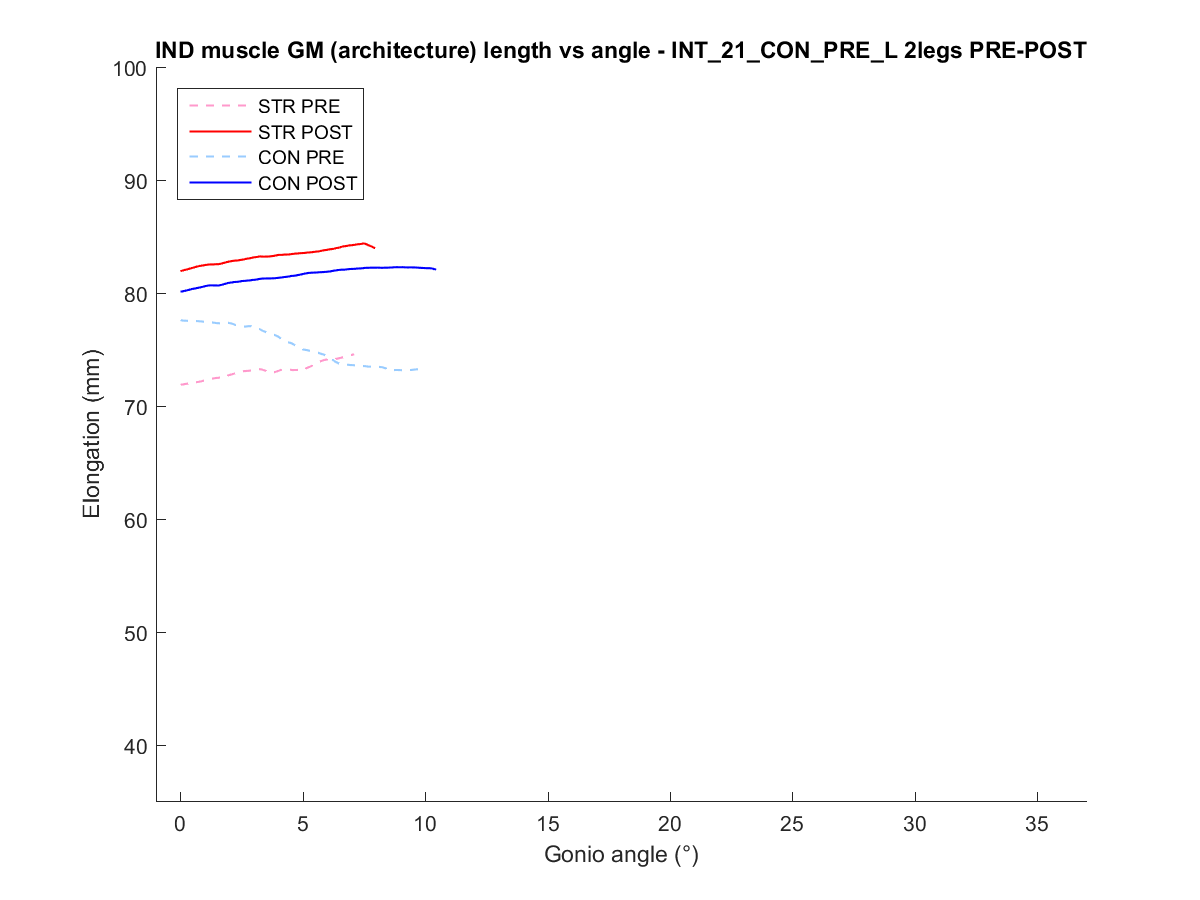 IND muscle GM (architecture) length vs angle - INT_21_CON_PRE_L 2legs PRE-POST
100
90
80
70
60
50
40
Elongation (mm)
STR PRE
STR POST
CON PRE
CON POST
0 5 10 15 20 25 30 35
Gonio angle (°)